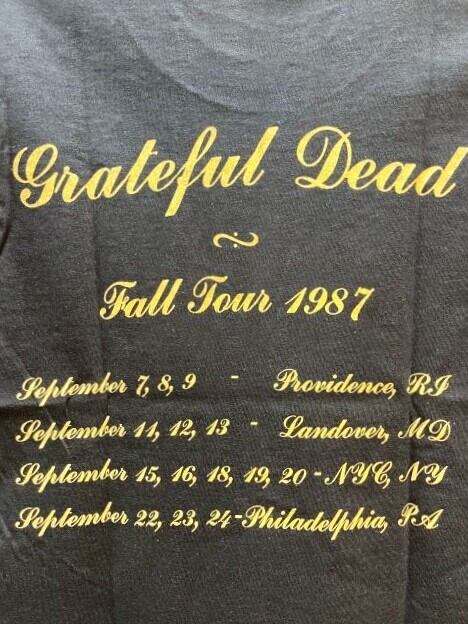 Grateful Dead
Fall Tour 1987
September 7, 8, 9 - Providence, RI
September 11, 12, 13 - Landover, MD
September 15, 16, 18, 19, 20 - NYC, NY
September 22, 23, 24 - Philadelphia, PA